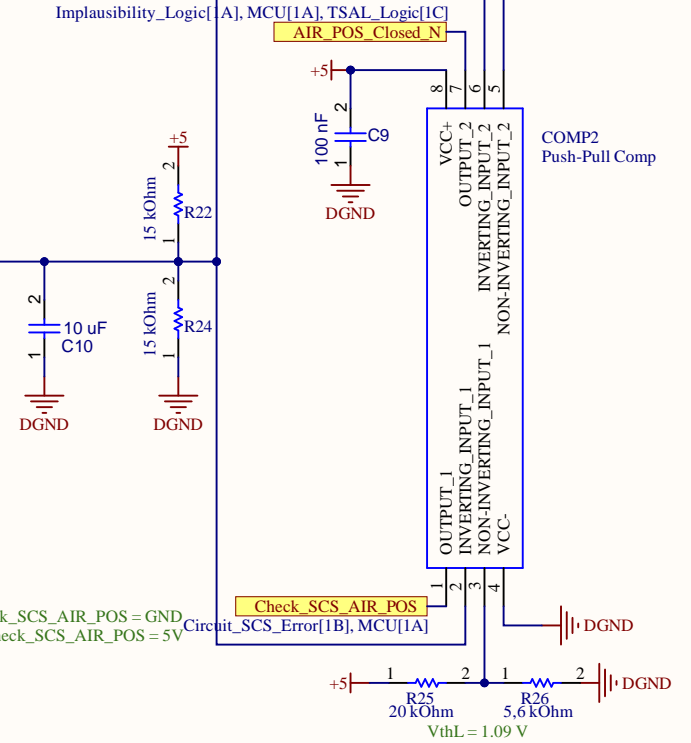 Implausibility_Logic[1A], MCU[1A], TSAL_Logic[1C]
AIR_POS_Closed_N
+5
8
7
6
5
2
100 nF
C9
1
DGND
VCC+
OUTPUT_2
INVERTING_INPUT_2
NON-INVERTING_INPUT_2
COMP2
Push-Pull Comp
+5
2
15 kOhm
R22
1
2
10 uF
C10
1
DGND
2
15 kOhm
R24
1
DGND
OUTPUT_1
INVERTING_INPUT_1
NON-INVERTING_INPUT_1
VCC-
1
2
3
4
Check_SCS_AIR_POS
k_SCS_AIR_POS = GND
eck_SCS_AIR_POS = 5V
Circuit_SCS_Error[1B], MCU[1A]
DGND
+5
1
2
R25
20 kOhm
1
2
R26
5,6 kOhm
DGND
VthL = 1.09 V